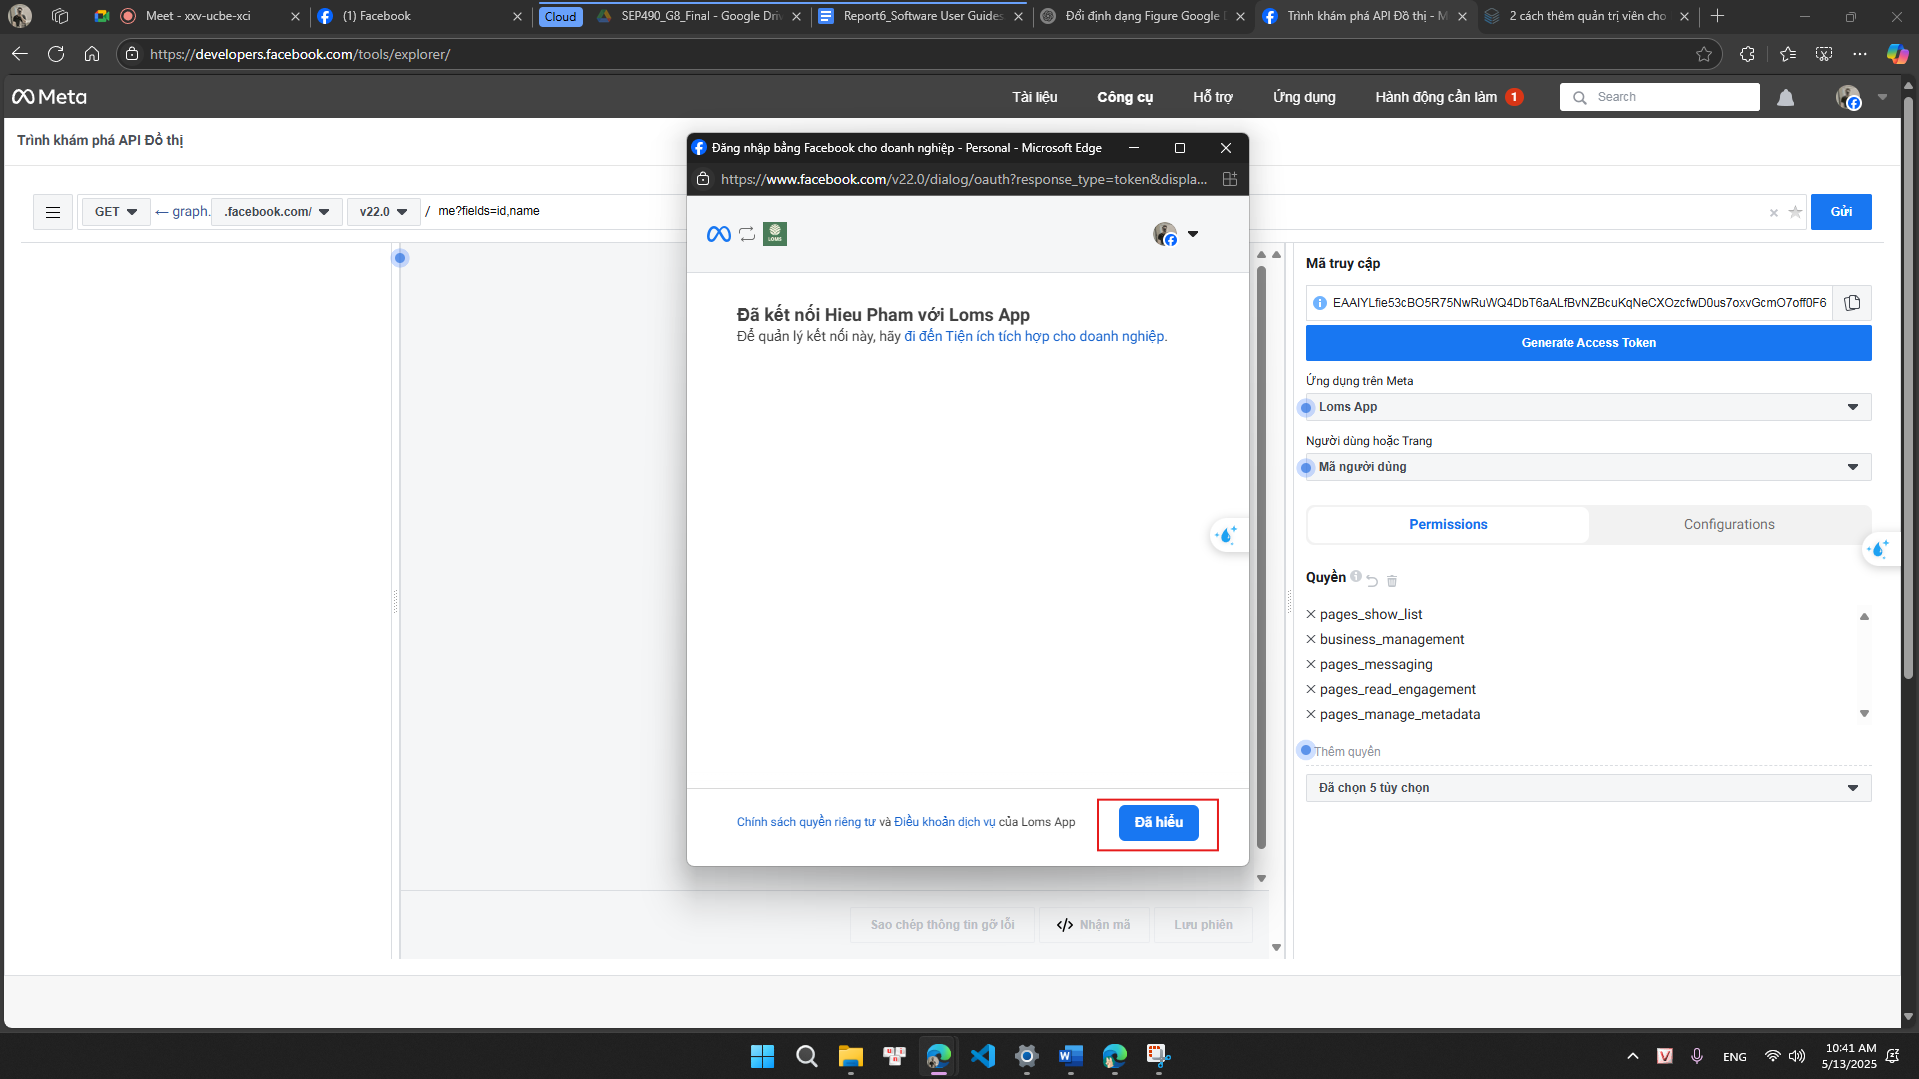 Meet - xxv-ucbe-xci
(1) Facebook
Cloud
SEP490_G8_Final - Google Dri
Report6_Software User Guides
Đổi định dạng Figure Google
Trình khám phá API Đồ thị - M
2 cách thêm quản trị viên cho
https://developers.facebook.com/tools/explorer/
Meta
Tài liệu
Công cụ
Hỗ trợ
Ứng dụng
Hành động cần làm
1
Search
Trình khám phá API Đồ thị
GET
← graph.
.facebook.com/
v22.0
/
me?fields=id,name
Gửi
Đăng nhập bằng Facebook cho doanh nghiệp - Personal - Microsoft Edge
https://www.facebook.com/v22.0/dialog/oauth?response_type=token&displa...
LOMS
Đã kết nối Hieu Pham với Loms App
Để quản lý kết nối này, hãy đi đến Tiện ích tích hợp cho doanh nghiệp.
Chính sách quyền riêng tư và Điều khoản dịch vụ của Loms App
Đã hiểu
Sao chép thông tin gỡ lỗi
</> Nhận mã
Lưu phiên
Mã truy cập
EAAIYLfie53cBO5R75NwRuWQ4DbT6aALfBvNZBcuKqNeCXOzcfwD0us7oxvGcmO7off0F6
Generate Access Token
Ứng dụng trên Meta
Loms App
Người dùng hoặc Trang
Mã người dùng
Permissions
Configurations
Quyền
pages_show_list
business_management
pages_messaging
pages_read_engagement
pages_manage_metadata
Thêm quyền
Đã chọn 5 tùy chọn
ENG
10:41 AM
5/13/2025